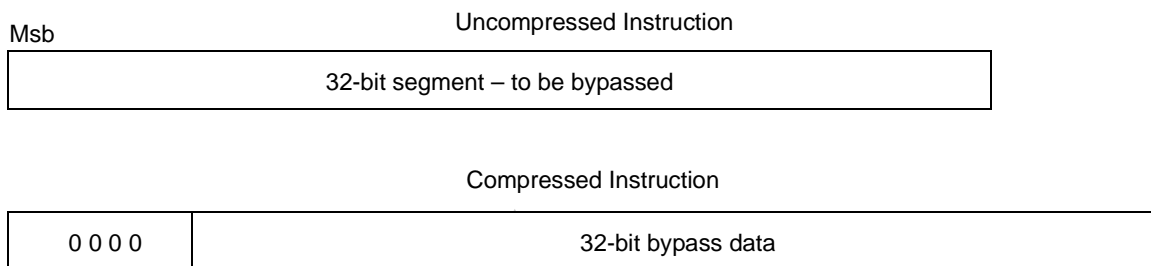 Uncompressed Instruction
Msb
32-bit segment – to be bypassed
Compressed Instruction
0 0 0 0 32-bit bypass data